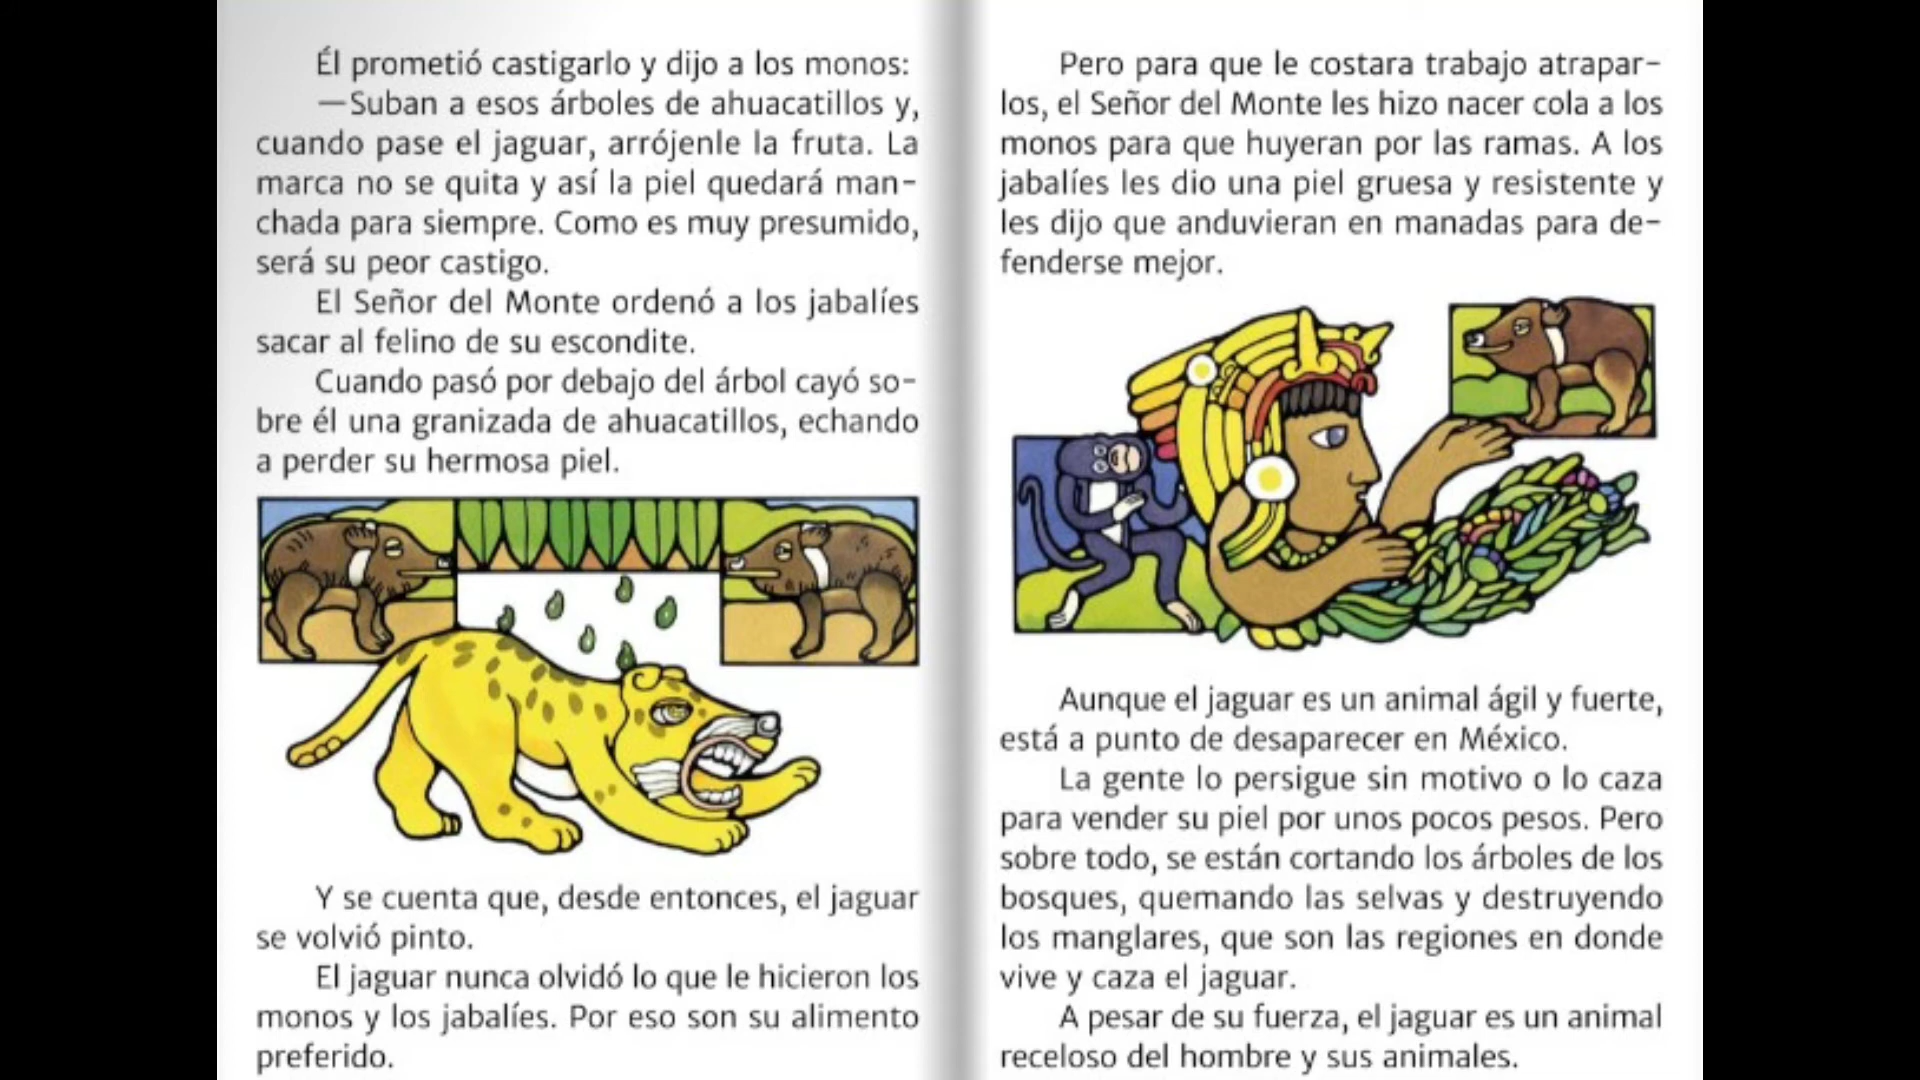 Él prometió castigarlo y dijo a los monos:
—Suban a esos árboles de ahuacatillos y,
cuando pase el jaguar, arrójenle la fruta. La
marca no se quita y así la piel quedará man-
chada para siempre. Como es muy presumido,
será su peor castigo.
El Señor del Monte ordenó a los jabalíes
sacar al felino de su escondite.
Cuando pasó por debajo del árbol cayó so-
bre él una granizada de ahuacatillos, echando
a perder su hermosa piel.
Y se cuenta que, desde entonces, el jaguar
se volvió pinto.
El jaguar nunca olvidó lo que le hicieron los
monos y los jabalíes. Por eso son su alimento
preferido.
Pero para que le costara trabajo atrapar-
los, el Señor del Monte les hizo nacer cola a los
monos para que huyeran por las ramas. A los
jabalíes les dio una piel gruesa y resistente y
les dijo que anduvieran en manadas para de-
fenderse mejor.
Aunque el jaguar es un animal ágil y fuerte,
está a punto de desaparecer en México.
La gente lo persigue sin motivo o lo caza
para vender su piel por unos pocos pesos. Pero
sobre todo, se están cortando los árboles de los
bosques, quemando las selvas y destruyendo
los manglares, que son las regiones en donde
vive y caza el jaguar.
A pesar de su fuerza, el jaguar es un animal
receloso del hombre y sus animales.